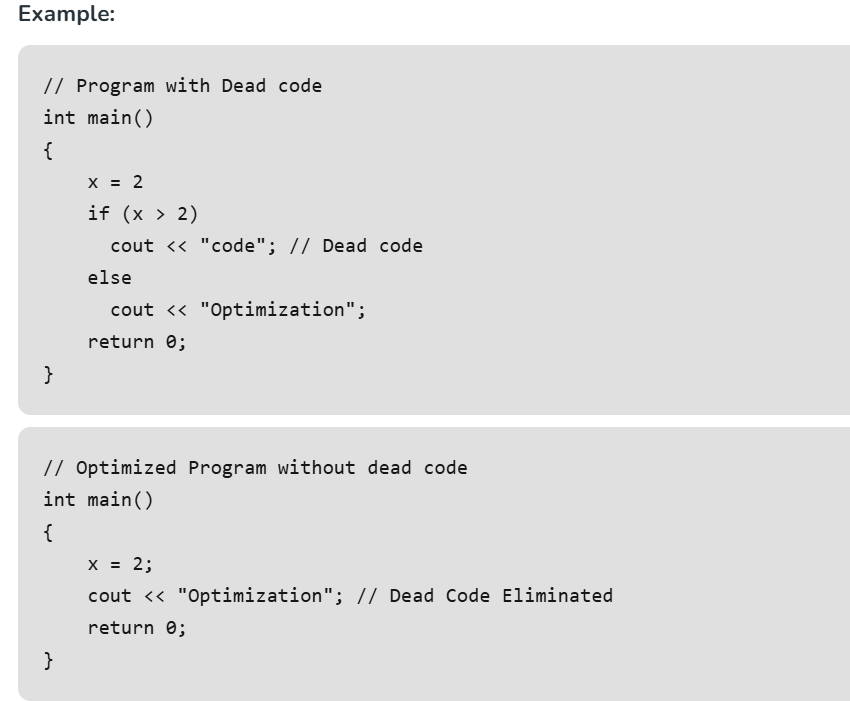 Example:
// Program with Dead code
int main()
{
    x = 2
    if (x > 2)
      cout << "code"; // Dead code
    else
      cout << "Optimization";
    return 0;
}
// Optimized Program without dead code
int main()
{
    x = 2;
    cout << "Optimization"; // Dead Code Eliminated
    return 0;
}